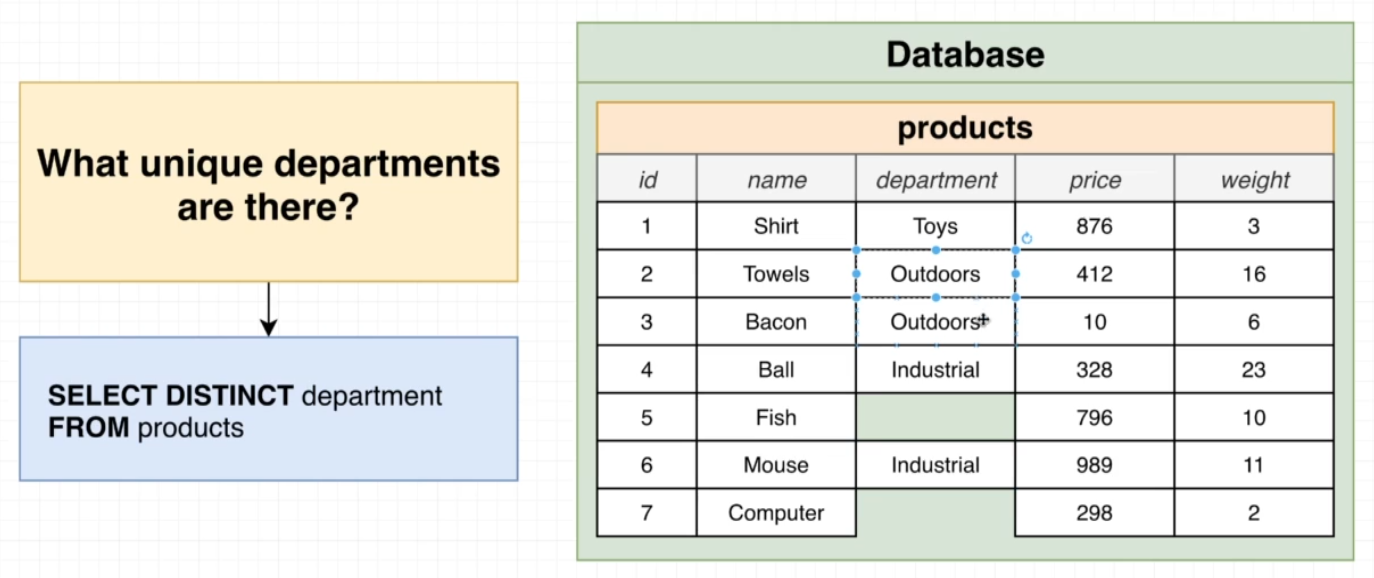 What unique departments
are there?
SELECT DISTINCT department
FROM products
Database
products
id name department price weight
1 Shirt Toys 876 3
2 Towels Outdoors 412 16
3 Bacon Outdoors 10 6
4 Ball Industrial 328 23
5 Fish 796 10
6 Mouse Industrial 989 11
7 Computer 298 2